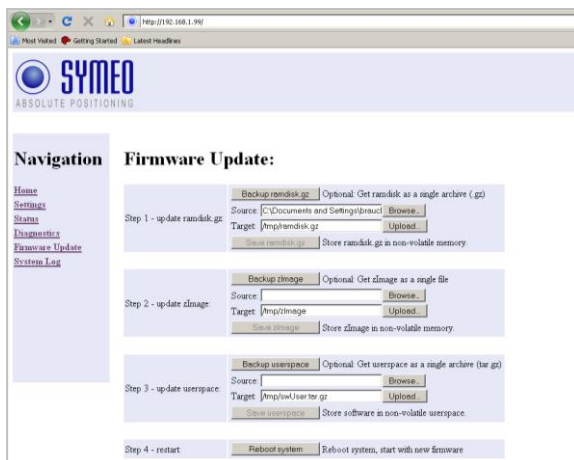 http://192.168.1.99/
Most Visited Getting Started Latest Headlines
SYMEO
ABSOLUTE POSITIONING
Navigation
Home
Settings
Status
Diagnostics
Firmware Update
System Log
Firmware Update:
Step 1 - update ramdisk.gz
Backup ramdisk.gz Optional: Get ramdisk as a single archive (.gz)
Source: C:\Documents and Settings\brauc Browse..
Target: /tmp/ramdisk.gz Upload...
Save ramdisk.gz Store ramdisk.gz in non-volatile memory.
Step 2 - update zImage:
Backup zImage Optional: Get zImage as a single file
Source: Browse..
Target: /tmp/zImage Upload...
Save zImage Store zImage in non-volatile memory.
Step 3 - update userspace:
Backup userspace Optional: Get userspace as a single archive (tar.gz)
Source: Browse..
Target: /tmp/swUser.tar.gz Upload...
Save userspace Store software in non-volatile userspace.
Step 4 - restart
Reboot system Reboot system, start with new firmware